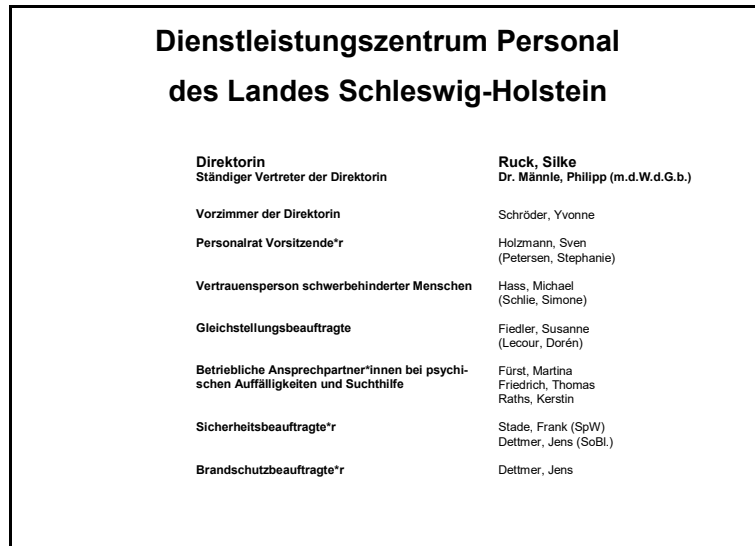 Dienstleistungszentrum Personal
des Landes Schleswig-Holstein
Direktorin Ruck, Silke
Ständiger Vertreter der Direktorin Dr. Männle, Philipp (m.d.W.d.G.b.)
Vorzimmer der Direktorin Schröder, Yvonne
Personalrat Vorsitzende*r Holzmann, Sven
(Petersen, Stephanie)
Vertrauensperson schwerbehinderter Menschen Hass, Michael
(Schlie, Simone)
Gleichstellungsbeauftragte Fiedler, Susanne
(Lecour, Dorén)
Betriebliche Ansprechpartner*innen bei psychi- Fürst, Martina
schen Auffälligkeiten und Suchthilfe Friedrich, Thomas
Raths, Kerstin
Sicherheitsbeauftragte*r Stade, Frank (SpW)
Dettmer, Jens (SoBl.)
Brandschutzbeauftragte*r Dettmer, Jens